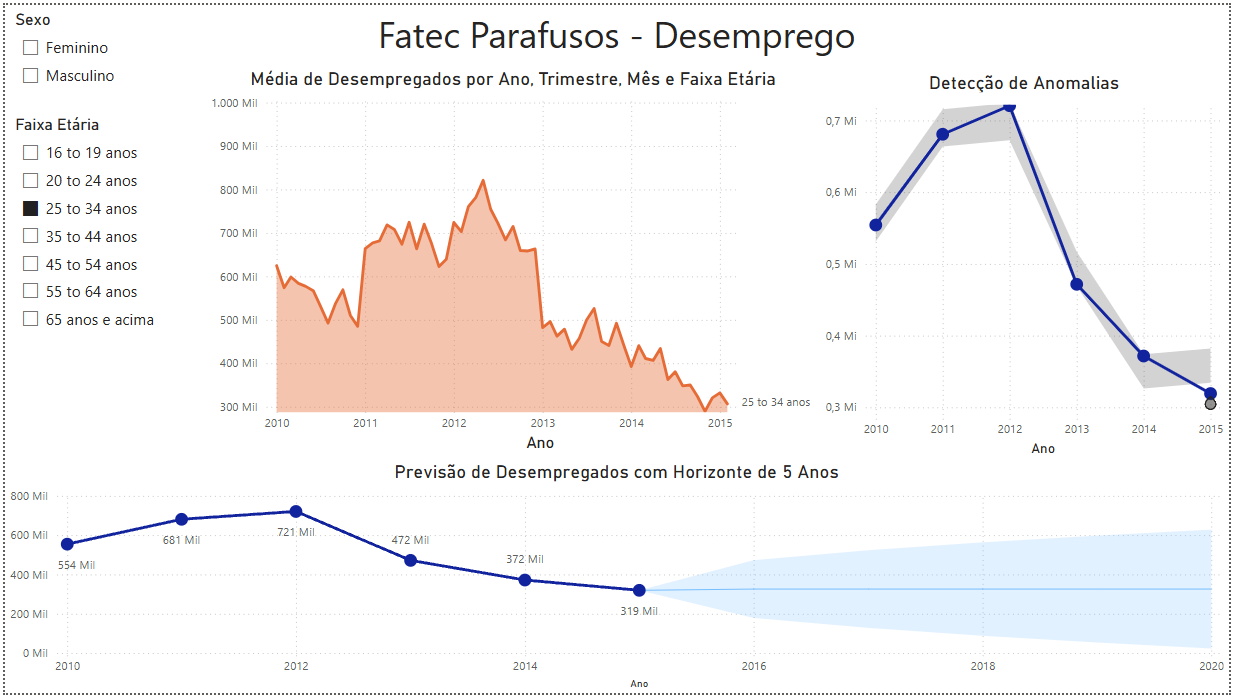 Fatec Parafusos - Desemprego
Sexo
Feminino
Masculino
Faixa Etária
16 to 19 anos
20 to 24 anos
25 to 34 anos
35 to 44 anos
45 to 54 anos
55 to 64 anos
65 anos e acima
Média de Desempregados por Ano, Trimestre, Mês e Faixa Etária
1.000 Mil
900 Mil
800 Mil
700 Mil
600 Mil
500 Mil
400 Mil
300 Mil
25 to 34 anos
2010 2011 2012 2013 2014 2015
Ano
Detecção de Anomalias
0,7 Mi
0,6 Mi
0,5 Mi
0,4 Mi
0,3 Mi
2010 2011 2012 2013 2014 2015
Ano
Previsão de Desempregados com Horizonte de 5 Anos
800 Mil
600 Mil
400 Mil
200 Mil
0 Mil
554 Mil
681 Mil
721 Mil
472 Mil
372 Mil
319 Mil
2010 2012 2014 2016 2018 2020
Ano